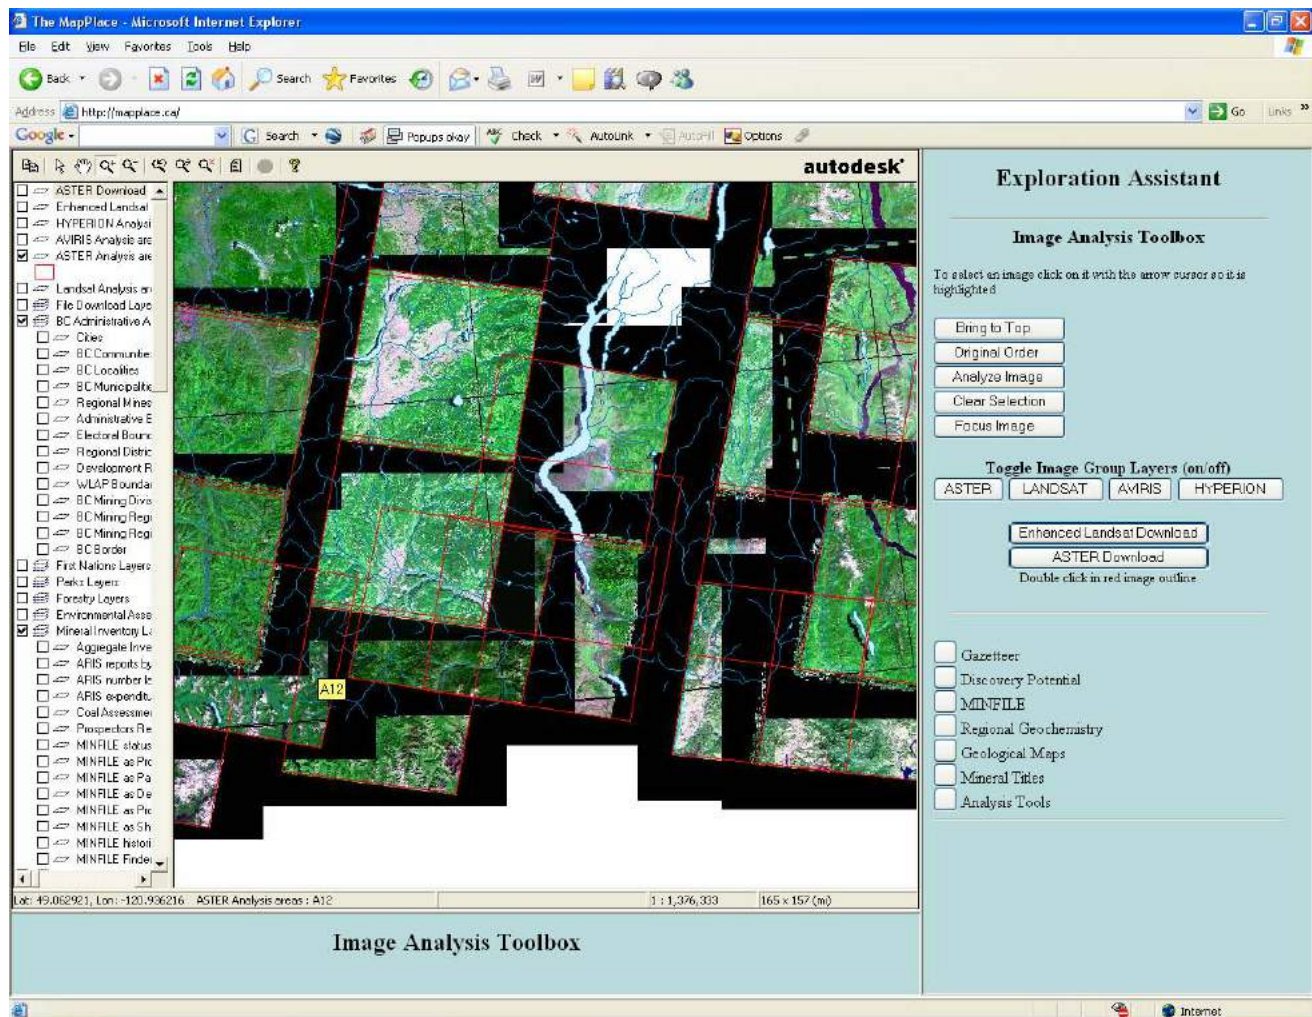 The MapPlace - Microsoft Internet Explorer
File Edit View Favorites Tools Help
Back Search Favorites
Address http://mapplace.ca/ Go Links »
Google Search Popups okay Check AutoLink AutoFill Options
autodesk
ASTER Download
Enhanced Landsat
HYPERION Analysi
AVIRIS Analysis are
ASTER Analysis are
Landsat Analysis an
File Download Laye
BC Administrative A
Cities
BC Communitie
BC Localities
BC Municipalitie
Regional Mines
Administrative B
Electoral Bounc
Regional Distric
Development R
WLAP Boundar
BC Mining Divis
BC Mining Regi
BC Mining Regi
BC Border
First Nations Layers
Parks Layers
Forestry Layers
Environmental Asse
Mineral Inventory La
Aggregate Inve
ARIS reports by
ARIS number le
ARIS expenditu
Coal Assessmen
Prospectors Re
MINFILE status
MINFILE as Pro
MINFILE as Pa
MINFILE as De
MINFILE as Pro
MINFILE as Sh
MINFILE histori
MINFILE Finder
A12
Lat: 49.062921, Lon: -120.936216 ASTER Analysis areas : A12 1 : 1,376,333 165 x 157 (mi)
Image Analysis Toolbox
Exploration Assistant
Image Analysis Toolbox
To select an image click on it with the arrow cursor so it is
highlighted
Bring to Top
Original Order
Analyze Image
Clear Selection
Focus Image
Toggle Image Group Layers (on/off)
ASTER LANDSAT AVIRIS HYPERION
Enhanced Landsat Download
ASTER Download
Double click in red image outline
Gazetteer
Discovery Potential
MINFILE
Regional Geochemistry
Geological Maps
Mineral Titles
Analysis Tools
Internet